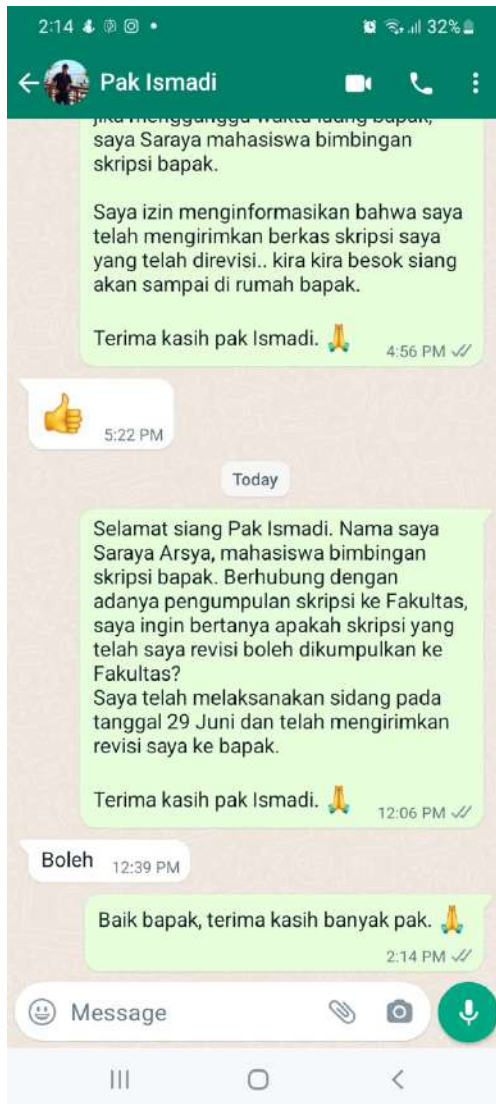 2:14
32%
Pak Ismadi
jika mengganggu waktu luang bapak,
saya Saraya mahasiswa bimbingan
skripsi bapak.
Saya izin menginformasikan bahwa saya
telah mengirimkan berkas skripsi saya
yang telah direvisi.. kira kira besok siang
akan sampai di rumah bapak.
Terima kasih pak Ismadi. 🙏
4:56 PM
👍
5:22 PM
Today
Selamat siang Pak Ismadi. Nama saya
Saraya Arsya, mahasiswa bimbingan
skripsi bapak. Berhubung dengan
adanya pengumpulan skripsi ke Fakultas,
saya ingin bertanya apakah skripsi yang
telah saya revisi boleh dikumpulkan ke
Fakultas?
Saya telah melaksanakan sidang pada
tanggal 29 Juni dan telah mengirimkan
revisi saya ke bapak.
Terima kasih pak Ismadi. 🙏
12:06 PM
Boleh 12:39 PM
Baik bapak, terima kasih banyak pak. 🙏
2:14 PM
Message